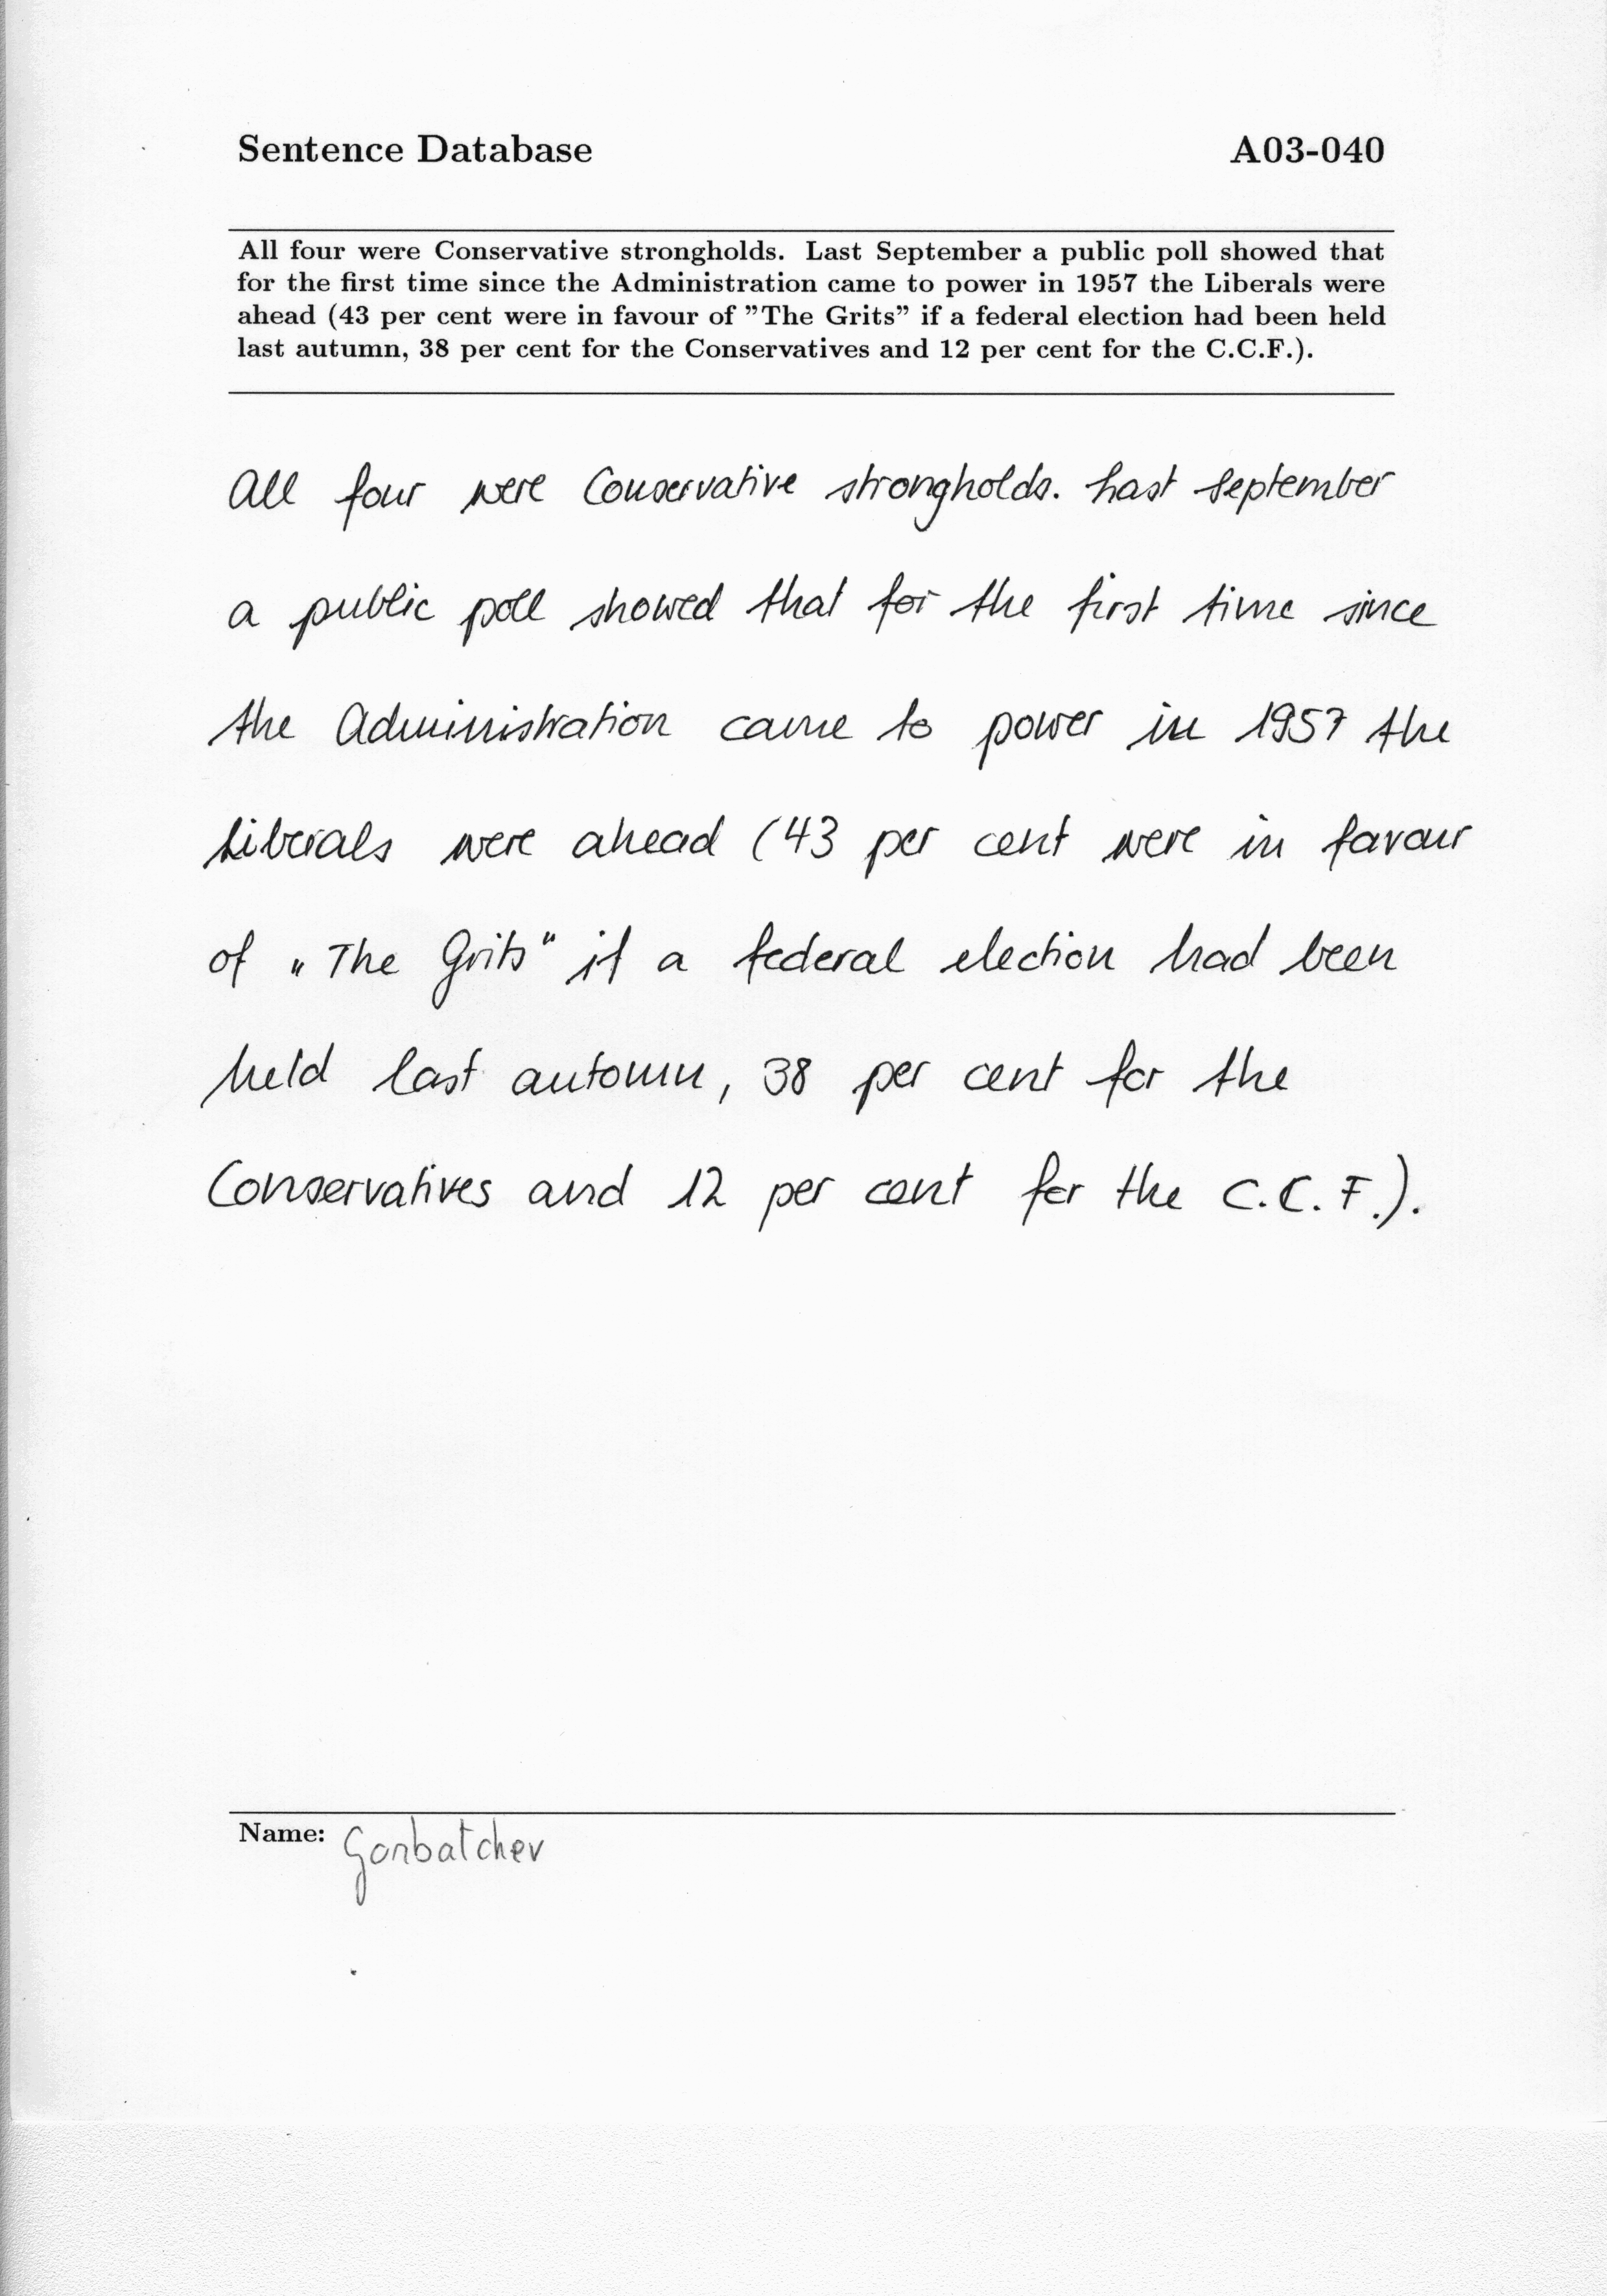 Sentence Database A03-040
All four were Conservative strongholds. Last September a public poll showed that
for the first time since the Administration came to power in 1957 the Liberals were
ahead (43 per cent were in favour of ”The Grits” if a federal election had been held
last autumn, 38 per cent for the Conservatives and 12 per cent for the C.C.F.).
All four were Conservative strongholds. Last September
a public poll showed that for the first time since
the Administration came to power in 1957 the
Liberals were ahead (43 per cent were in favour
of „The Grits“ if a federal election had been
held last autumn, 38 per cent for the
Conservatives and 12 per cent for the C.C.F.).
Name: Gorbatchev